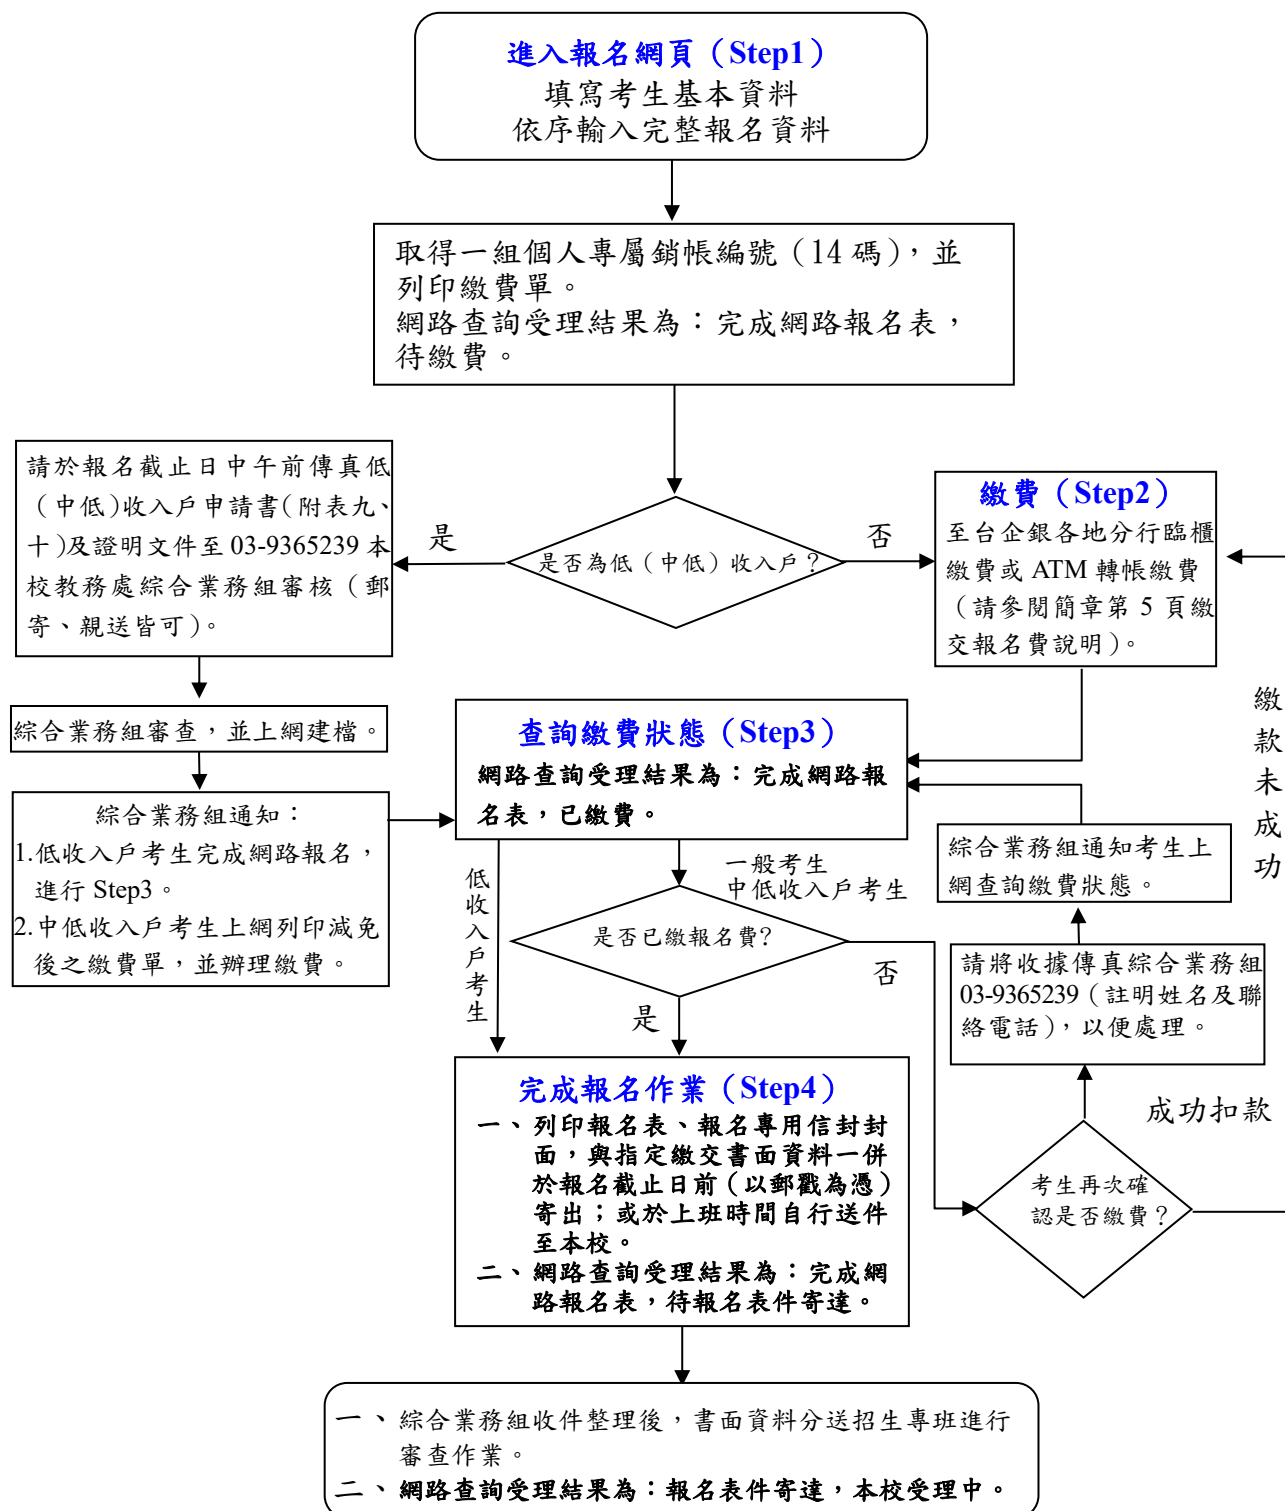 進入報名網頁（Step1）
填寫考生基本資料
依序輸入完整報名資料
取得一組個人專屬銷帳編號（14 碼），並
列印繳費單。
網路查詢受理結果為：完成網路報名表，
待繳費。
是否為低（中低）收入戶？
是
否
請於報名截止日中午前傳真低
（中低）收入戶申請書（附表九、
十）及證明文件至 03-9365239 本
校教務處綜合業務組審核（郵
寄、親送皆可）。
綜合業務組審查，並上網建檔。
綜合業務組通知：
1.低收入戶考生完成網路報名，
進行 Step3。
2.中低收入戶考生上網列印減免
後之繳費單，並辦理繳費。
繳費（Step2）
至台企銀各地分行臨櫃
繳費或 ATM 轉帳繳費
（請參閱簡章第 5 頁繳
交報名費說明）。
查詢繳費狀態（Step3）
網路查詢受理結果為：完成網路報
名表，已繳費。
低收入戶考生
一般考生
中低收入戶考生
是否已繳報名費?
否
是
綜合業務組通知考生上
網查詢繳費狀態。
請將收據傳真綜合業務組
03-9365239（註明姓名及聯
絡電話），以便處理。
成功扣款
考生再次確
認是否繳費？
繳款未成功
完成報名作業（Step4）
一、列印報名表、報名專用信封封
面，與指定繳交書面資料一併
於報名截止日前（以郵戳為憑）
寄出；或於上班時間自行送件
至本校。
二、網路查詢受理結果為：完成網
路報名表，待報名表件寄達。
一、綜合業務組收件整理後，書面資料分送招生專班進行
審查作業。
二、網路查詢受理結果為：報名表件寄達，本校受理中。